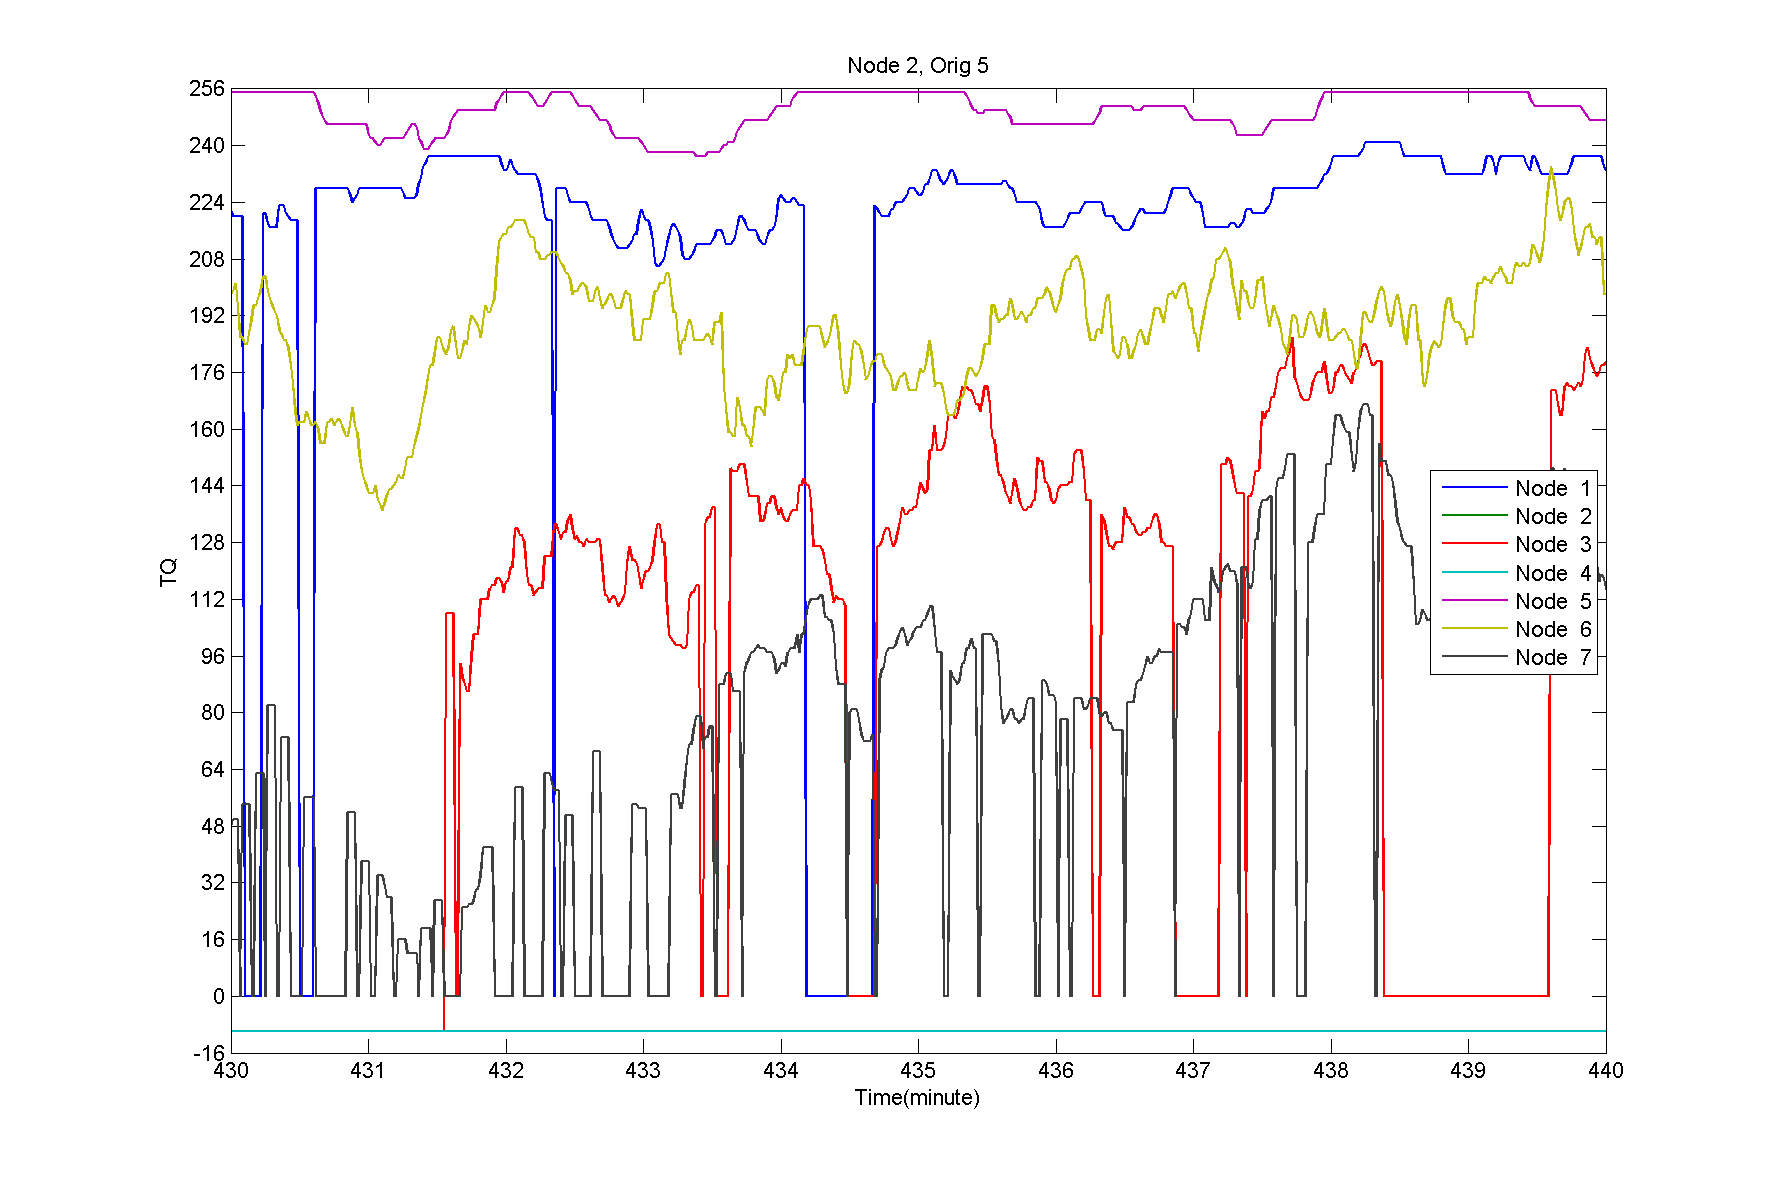 Node 2, Orig 5
256
240
224
208
192
176
160
144
128
112
96
80
64
48
32
16
0
-16
TQ
Node 1
Node 2
Node 3
Node 4
Node 5
Node 6
Node 7
430 431 432 433 434 435 436 437 438 439 440
Time(minute)